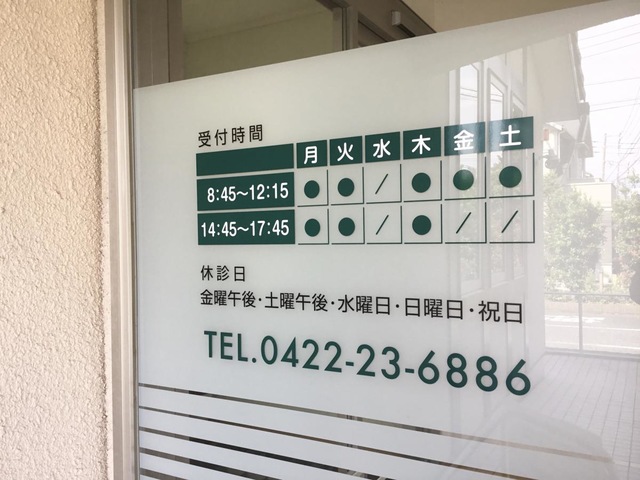 受付時間
月 火 水 木 金 土
8:45～12:15 ● ● / ● ● ●
14:45～17:45 ● ● / ● / /
休診日
金曜午後・土曜午後・水曜日・日曜日・祝日
TEL.0422-23-6886